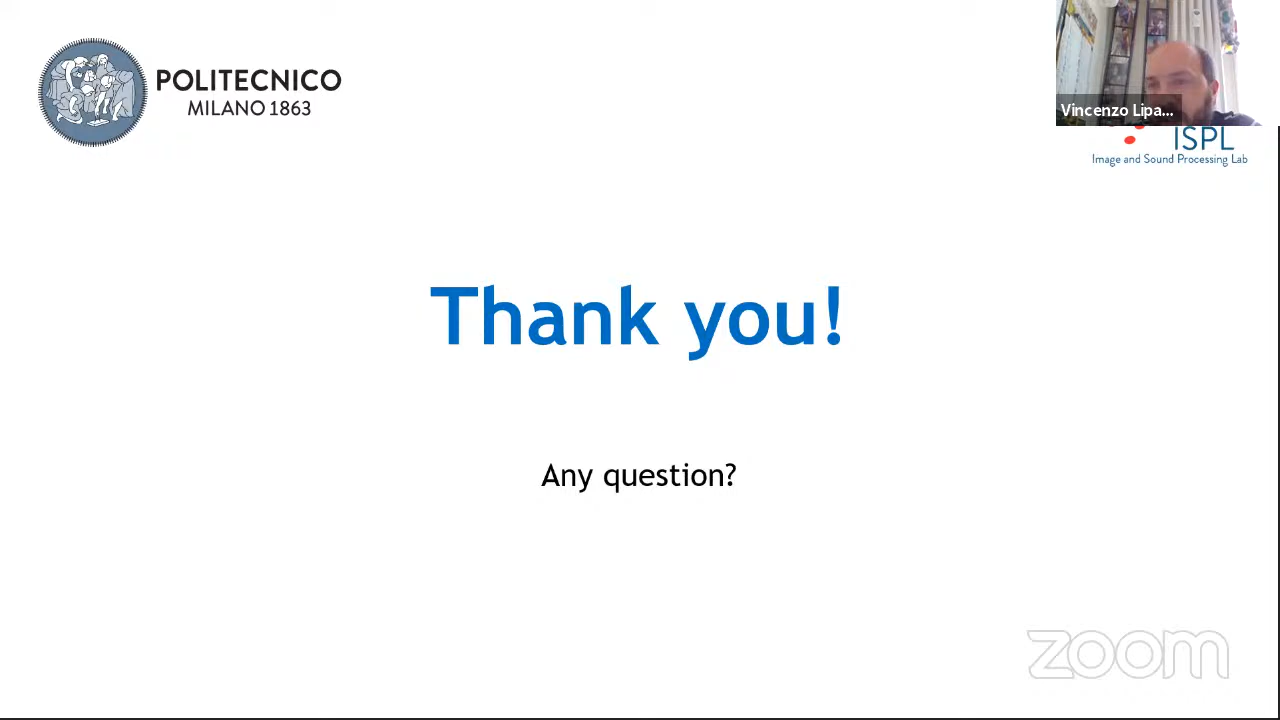 POLITECNICO
MILANO 1863
Vincenzo Lipa...
ISPL
Image and Sound Processing Lab
Thank you!
Any question?
zoom